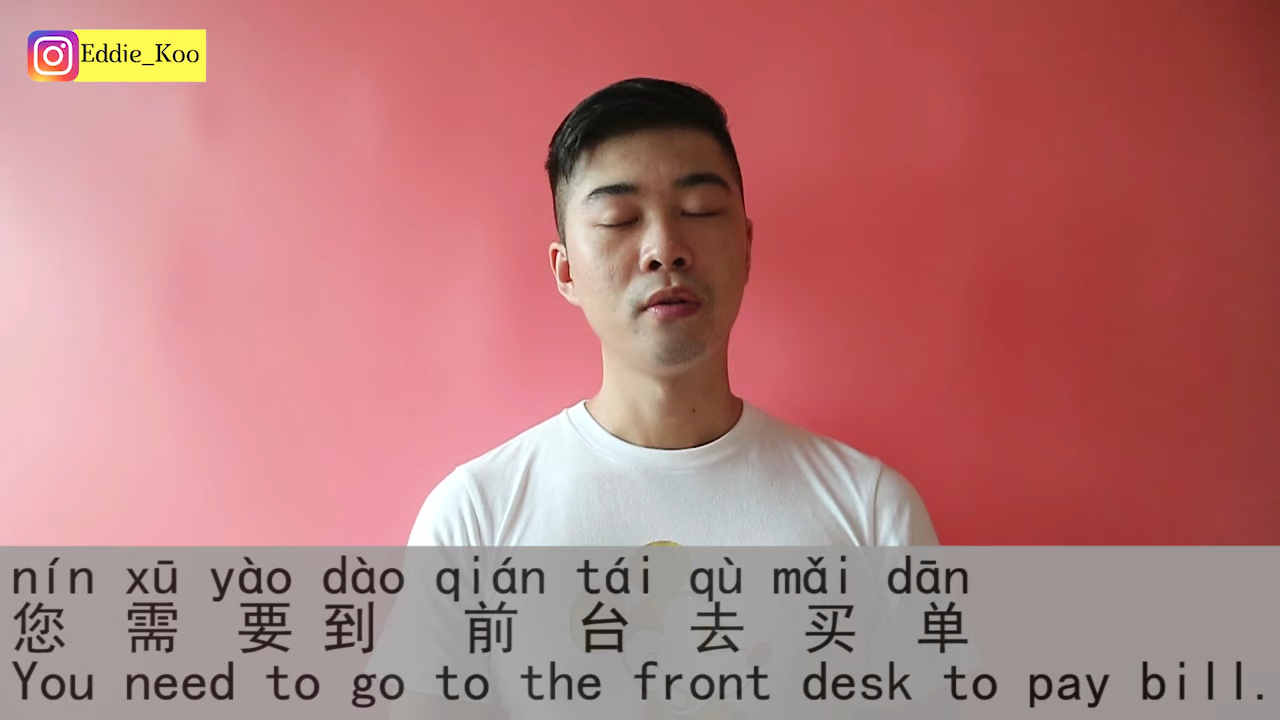 Eddie_Koo
nín xū yào dào qián tái qù mǎi dān
您 需 要 到 前 台 去 买 单
You need to go to the front desk to pay bill.